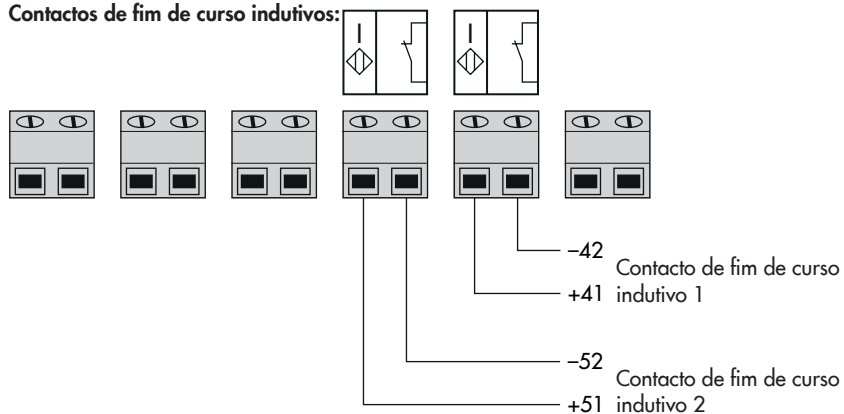 Contactos de fim de curso indutivos:
–42
Contacto de fim de curso
+41 indutivo 1
–52
Contacto de fim de curso
+51 indutivo 2